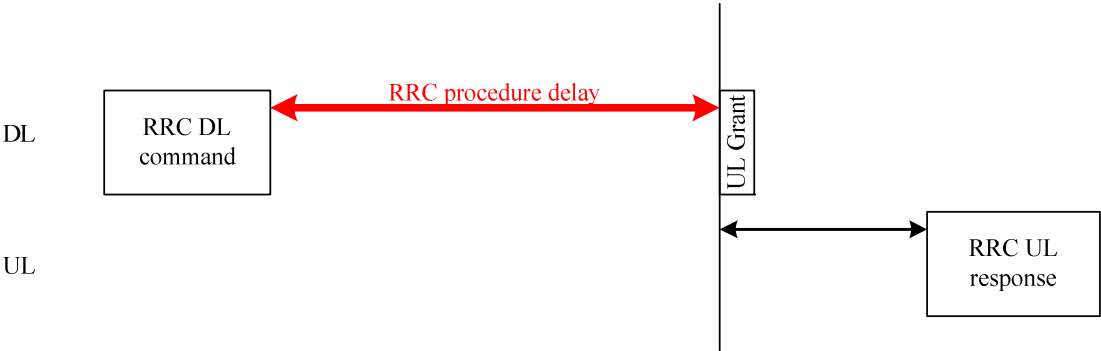 RRC procedure delay
DL
RRC DL
command
UL Grant
UL
RRC UL
response